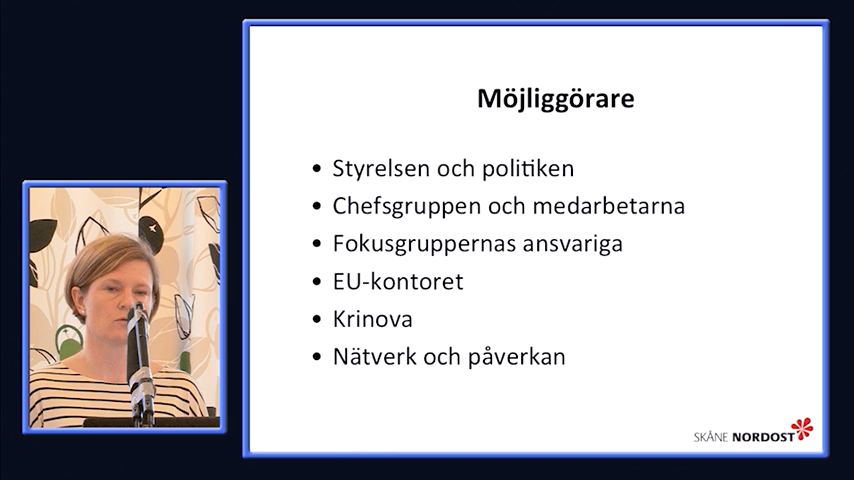 Möjliggörare
• Styrelsen och politiken
• Chefsgruppen och medarbetarna
• Fokusgruppernas ansvariga
• EU-kontoret
• Krinova
• Nätverk och påverkan
SKÅNE NORDOST